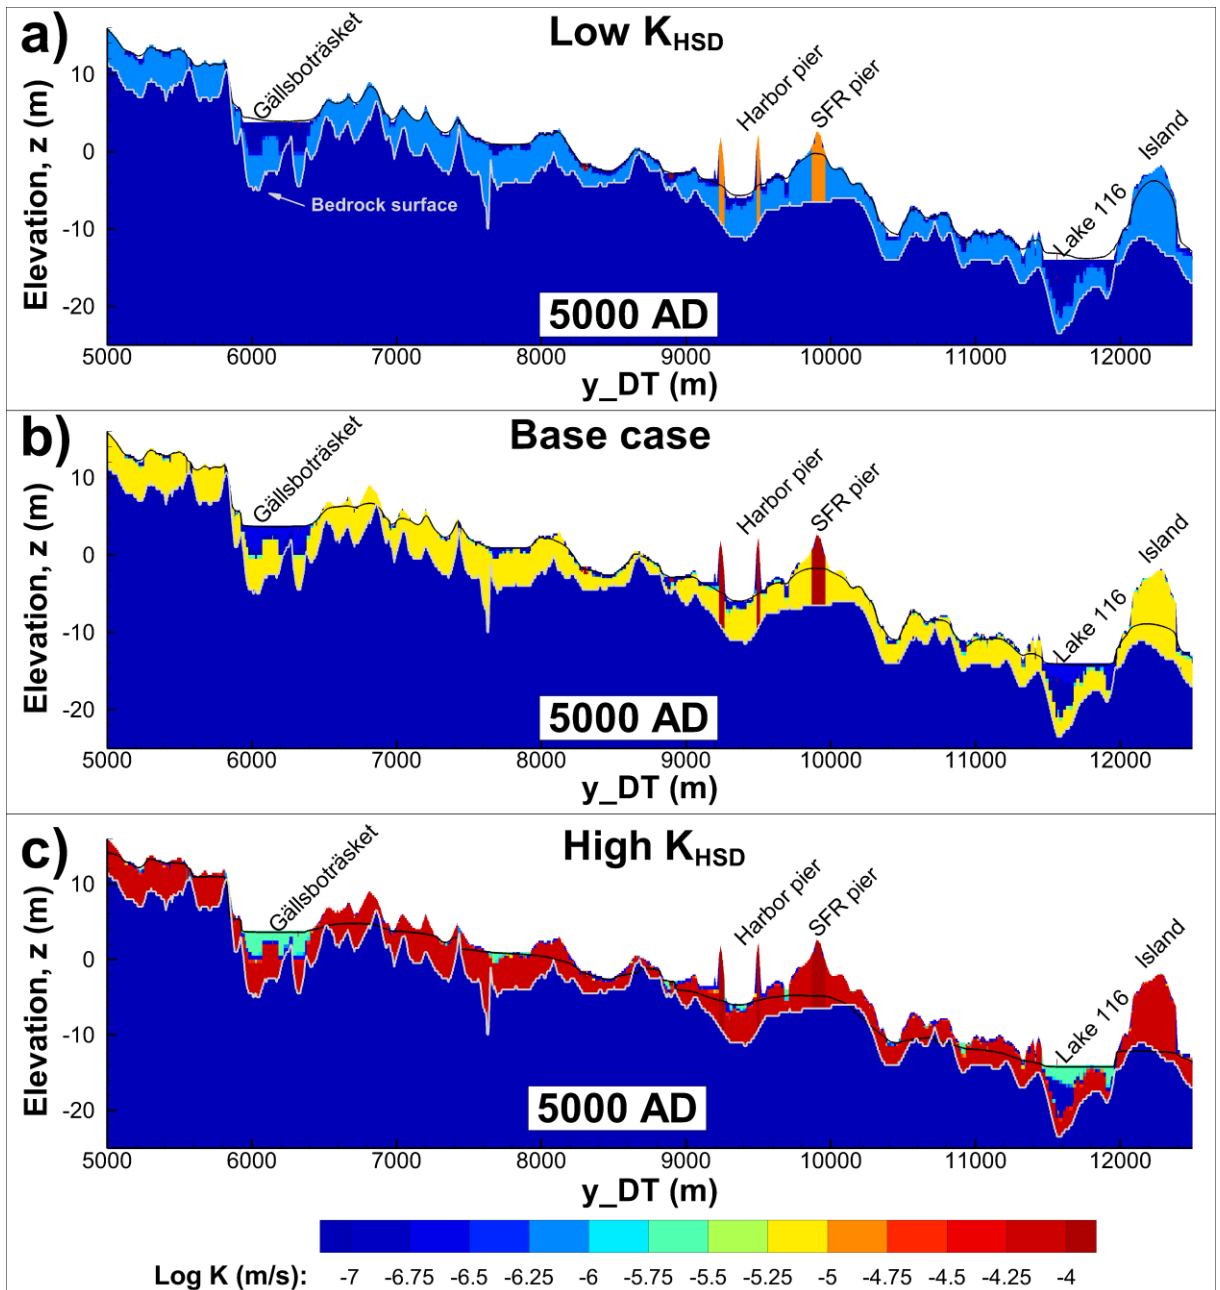 a)
Low K_HSD
Gällsboträsket
Harbor pier
SFR pier
Island
Lake 116
Bedrock surface
Elevation, z (m)
10
0
-10
-20
5000 AD
5000 6000 7000 8000 9000 10000 11000 12000
y_DT (m)
b)
Base case
Gällsboträsket
Harbor pier
SFR pier
Island
Lake 116
Elevation, z (m)
10
0
-10
-20
5000 AD
5000 6000 7000 8000 9000 10000 11000 12000
y_DT (m)
c)
High K_HSD
Gällsboträsket
Harbor pier
SFR pier
Island
Lake 116
Elevation, z (m)
10
0
-10
-20
5000 AD
5000 6000 7000 8000 9000 10000 11000 12000
y_DT (m)
Log K (m/s): -7 -6.75 -6.5 -6.25 -6 -5.75 -5.5 -5.25 -5 -4.75 -4.5 -4.25 -4